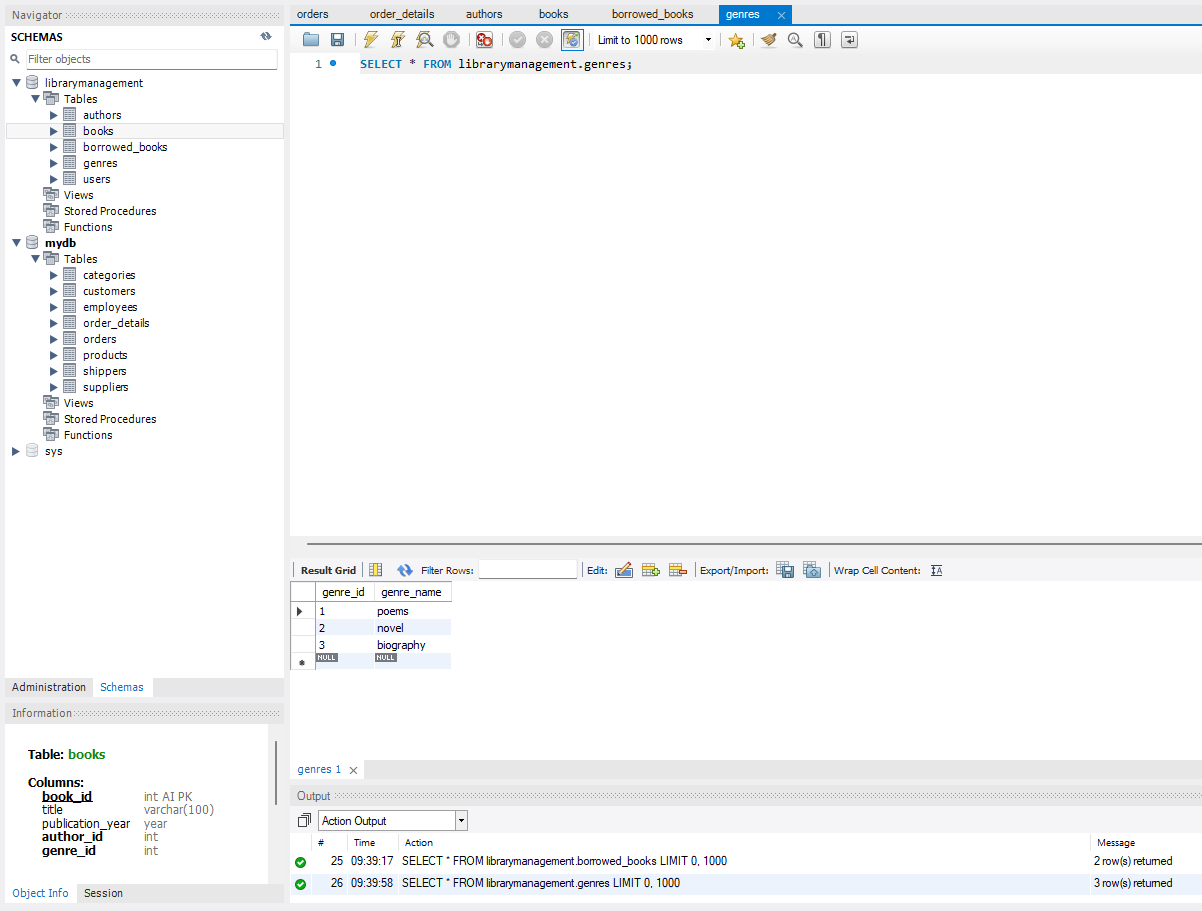 Navigator
SCHEMAS
Filter objects
librarymanagement
Tables
authors
books
borrowed_books
genres
users
Views
Stored Procedures
Functions
mydb
Tables
categories
customers
employees
order_details
orders
products
shippers
suppliers
Views
Stored Procedures
Functions
sys
Administration Schemas
Information
Table: books
Columns:
book_id int AI PK
title varchar(100)
publication_year year
author_id int
genre_id int
Object Info Session
orders order_details authors books borrowed_books genres
Limit to 1000 rows
1 SELECT * FROM librarymanagement.genres;
Result Grid Filter Rows: Edit: Export/Import: Wrap Cell Content:
genre_id genre_name
1 poems
2 novel
3 biography
NULL NULL
genres 1
Output
Action Output
# Time Action Message
25 09:39:17 SELECT * FROM librarymanagement.borrowed_books LIMIT 0, 1000 2 row(s) returned
26 09:39:58 SELECT * FROM librarymanagement.genres LIMIT 0, 1000 3 row(s) returned